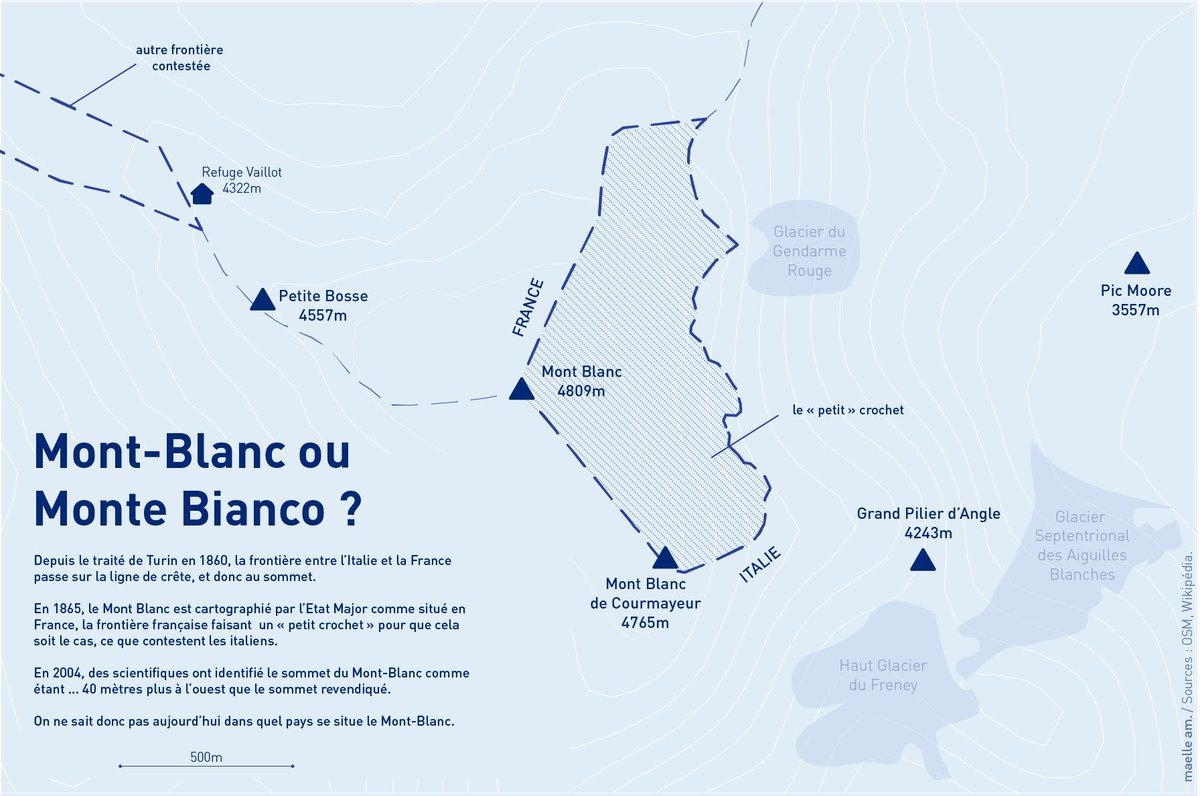 autre frontière
contestée
Refuge Vaillot
4322m
Petite Bosse
4557m
FRANCE
Mont Blanc
4809m
Glacier du
Gendarme
Rouge
Pic Moore
3557m
le « petit » crochet
Mont-Blanc ou
Monte Bianco ?
Depuis le traité de Turin en 1860, la frontière entre l'Italie et la France
passe sur la ligne de crête, et donc au sommet.
En 1865, le Mont Blanc est cartographié par l'Etat Major comme situé en
France, la frontière française faisant un « petit crochet » pour que cela
soit le cas, ce que contestent les italiens.
En 2004, des scientifiques ont identifié le sommet du Mont-Blanc comme
étant ... 40 mètres plus à l'ouest que le sommet revendiqué.
On ne sait donc pas aujourd'hui dans quel pays se situe le Mont-Blanc.
500m
Mont Blanc
de Courmayeur
4765m
ITALIE
Grand Pilier d'Angle
4243m
Glacier
Septentrional
des Aiguilles
Blanches
Haut Glacier
du Freney
maelle am. / Sources : OSM, Wikipédia.